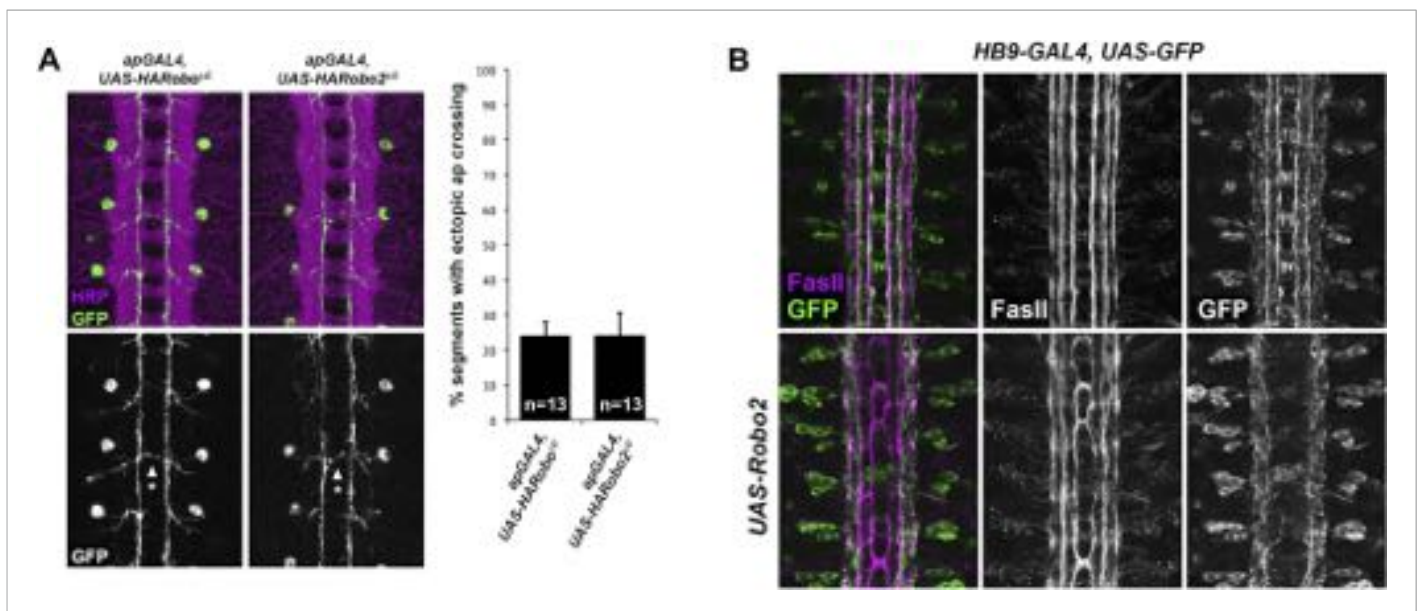 A
apGAL4,
UAS-HARobo
apGAL4,
UAS-HARobo2
HRP
GFP
GFP
% segments with ectopic ap crossing
100
90
80
70
60
50
40
30
20
10
0
n=13
n=13
apGAL4,
UAS-HARobo
apGAL4,
UAS-HARobo2
B
HB9-GAL4, UAS-GFP
FasII
GFP
FasII
GFP
UAS-Robo2